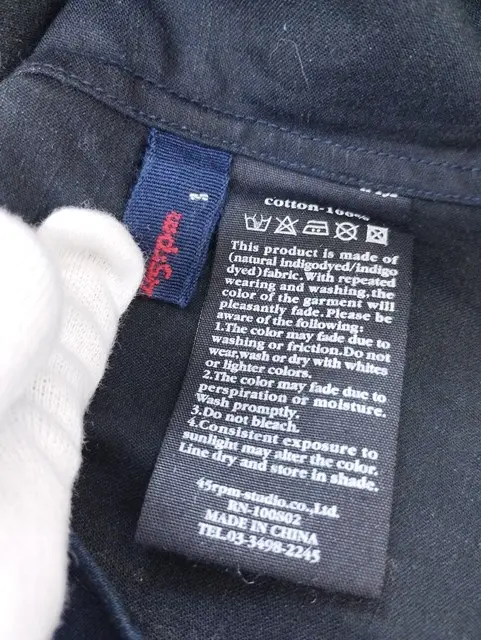 cotton-100%
This product is made of
(natural indigodyed/indigo
dyed)fabric. With repeated
wearing and washing,the
color of the garment will
pleasantly fade. Please be
aware of the following:
1.The color may fade due to
washing or friction.Do not
wear,wash or dry with whites
or lighter colors.
2.The color may fade due to
perspiration or moisture.
Wash promptly.
3.Do not bleach.
4.Consistent exposure to
sunlight may alter the color.
Line dry and store in shade.
45rpm-studio.co.,Ltd.
RN-100802
MADE IN CHINA
TEL.03-3498-2245